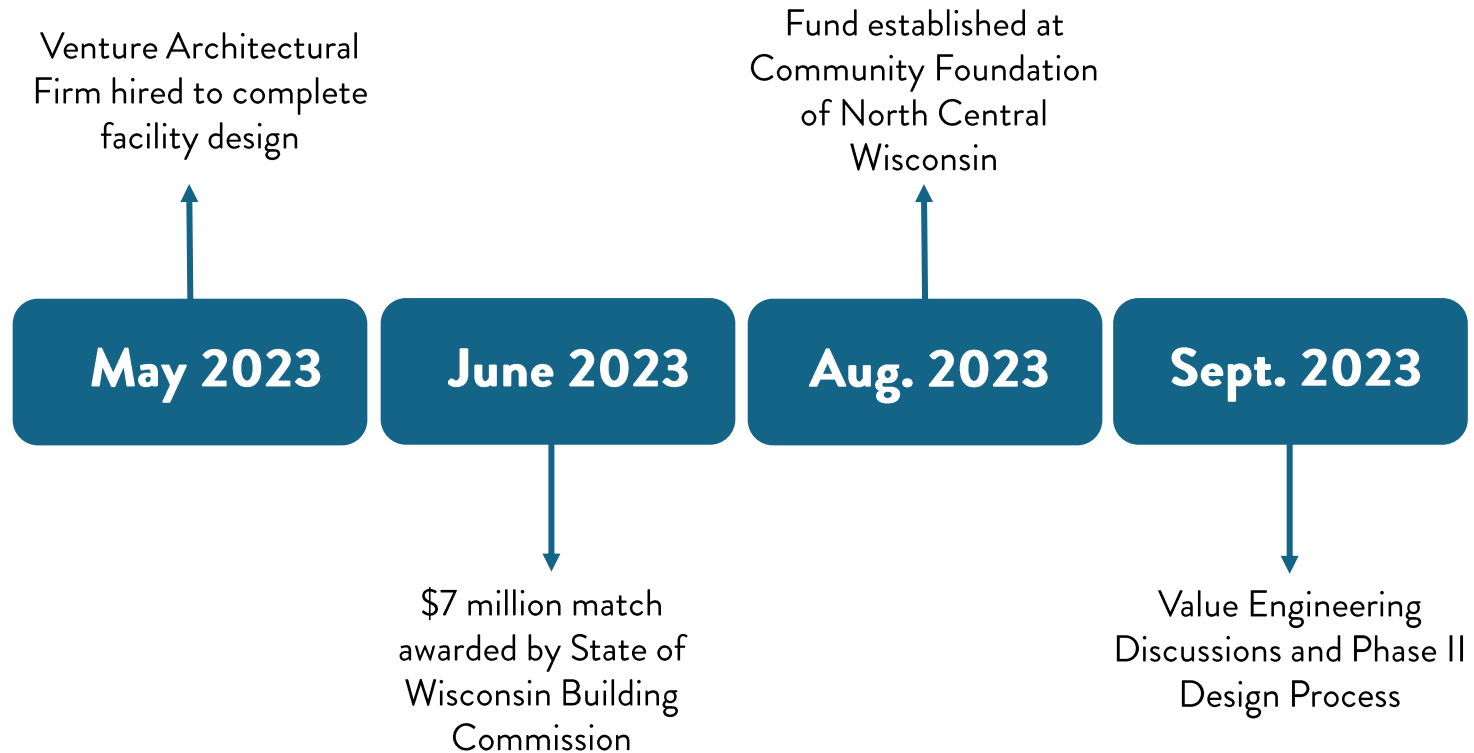 Venture Architectural
Firm hired to complete
facility design
Fund established at
Community Foundation
of North Central
Wisconsin
May 2023
June 2023
Aug. 2023
Sept. 2023
$7 million match
awarded by State of
Wisconsin Building
Commission
Value Engineering
Discussions and Phase II
Design Process